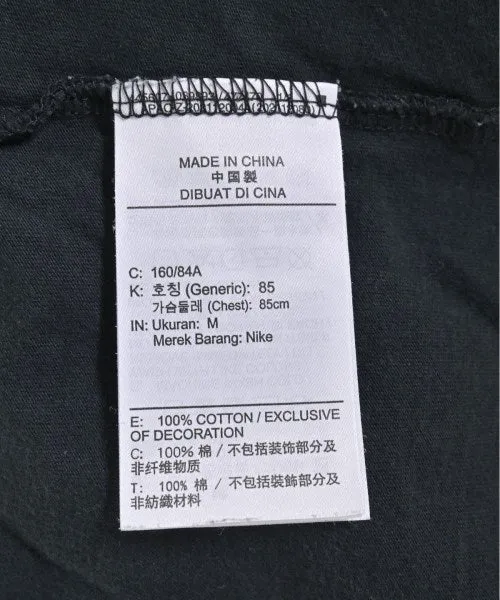 MADE IN CHINA
中国製
DIBUAT DI CINA
C: 160/84A
K: 호칭 (Generic): 85
가슴둘레 (Chest): 85cm
IN: Ukuran: M
Merek Barang: Nike
E: 100% COTTON / EXCLUSIVE
OF DECORATION
C: 100% 棉 / 不包括装饰部分及
非纤维物质
T: 100% 棉 / 不包括裝飾部分及
非紡織材料